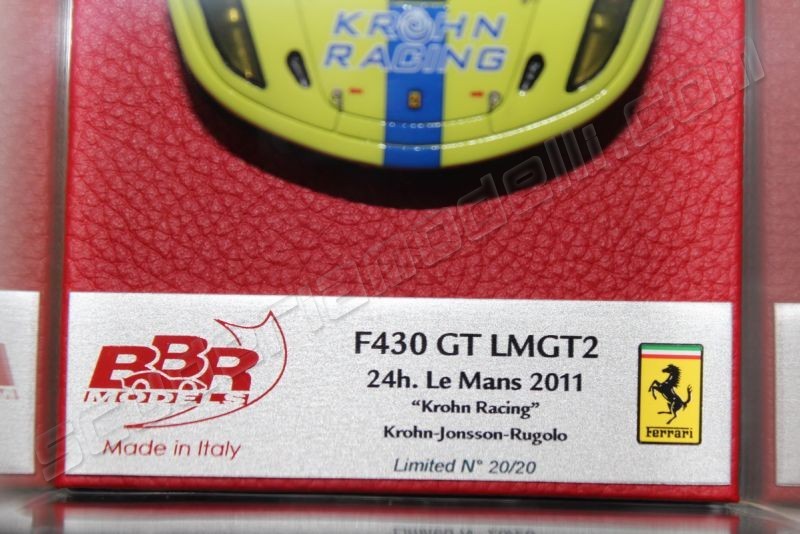 KROHN
RACING
BBR
MODELS
Made in Italy
F430 GT LMGT2
24h. Le Mans 2011
“Krohn Racing”
Krohn-Jonsson-Rugolo
Limited N° 20/20
Ferrari